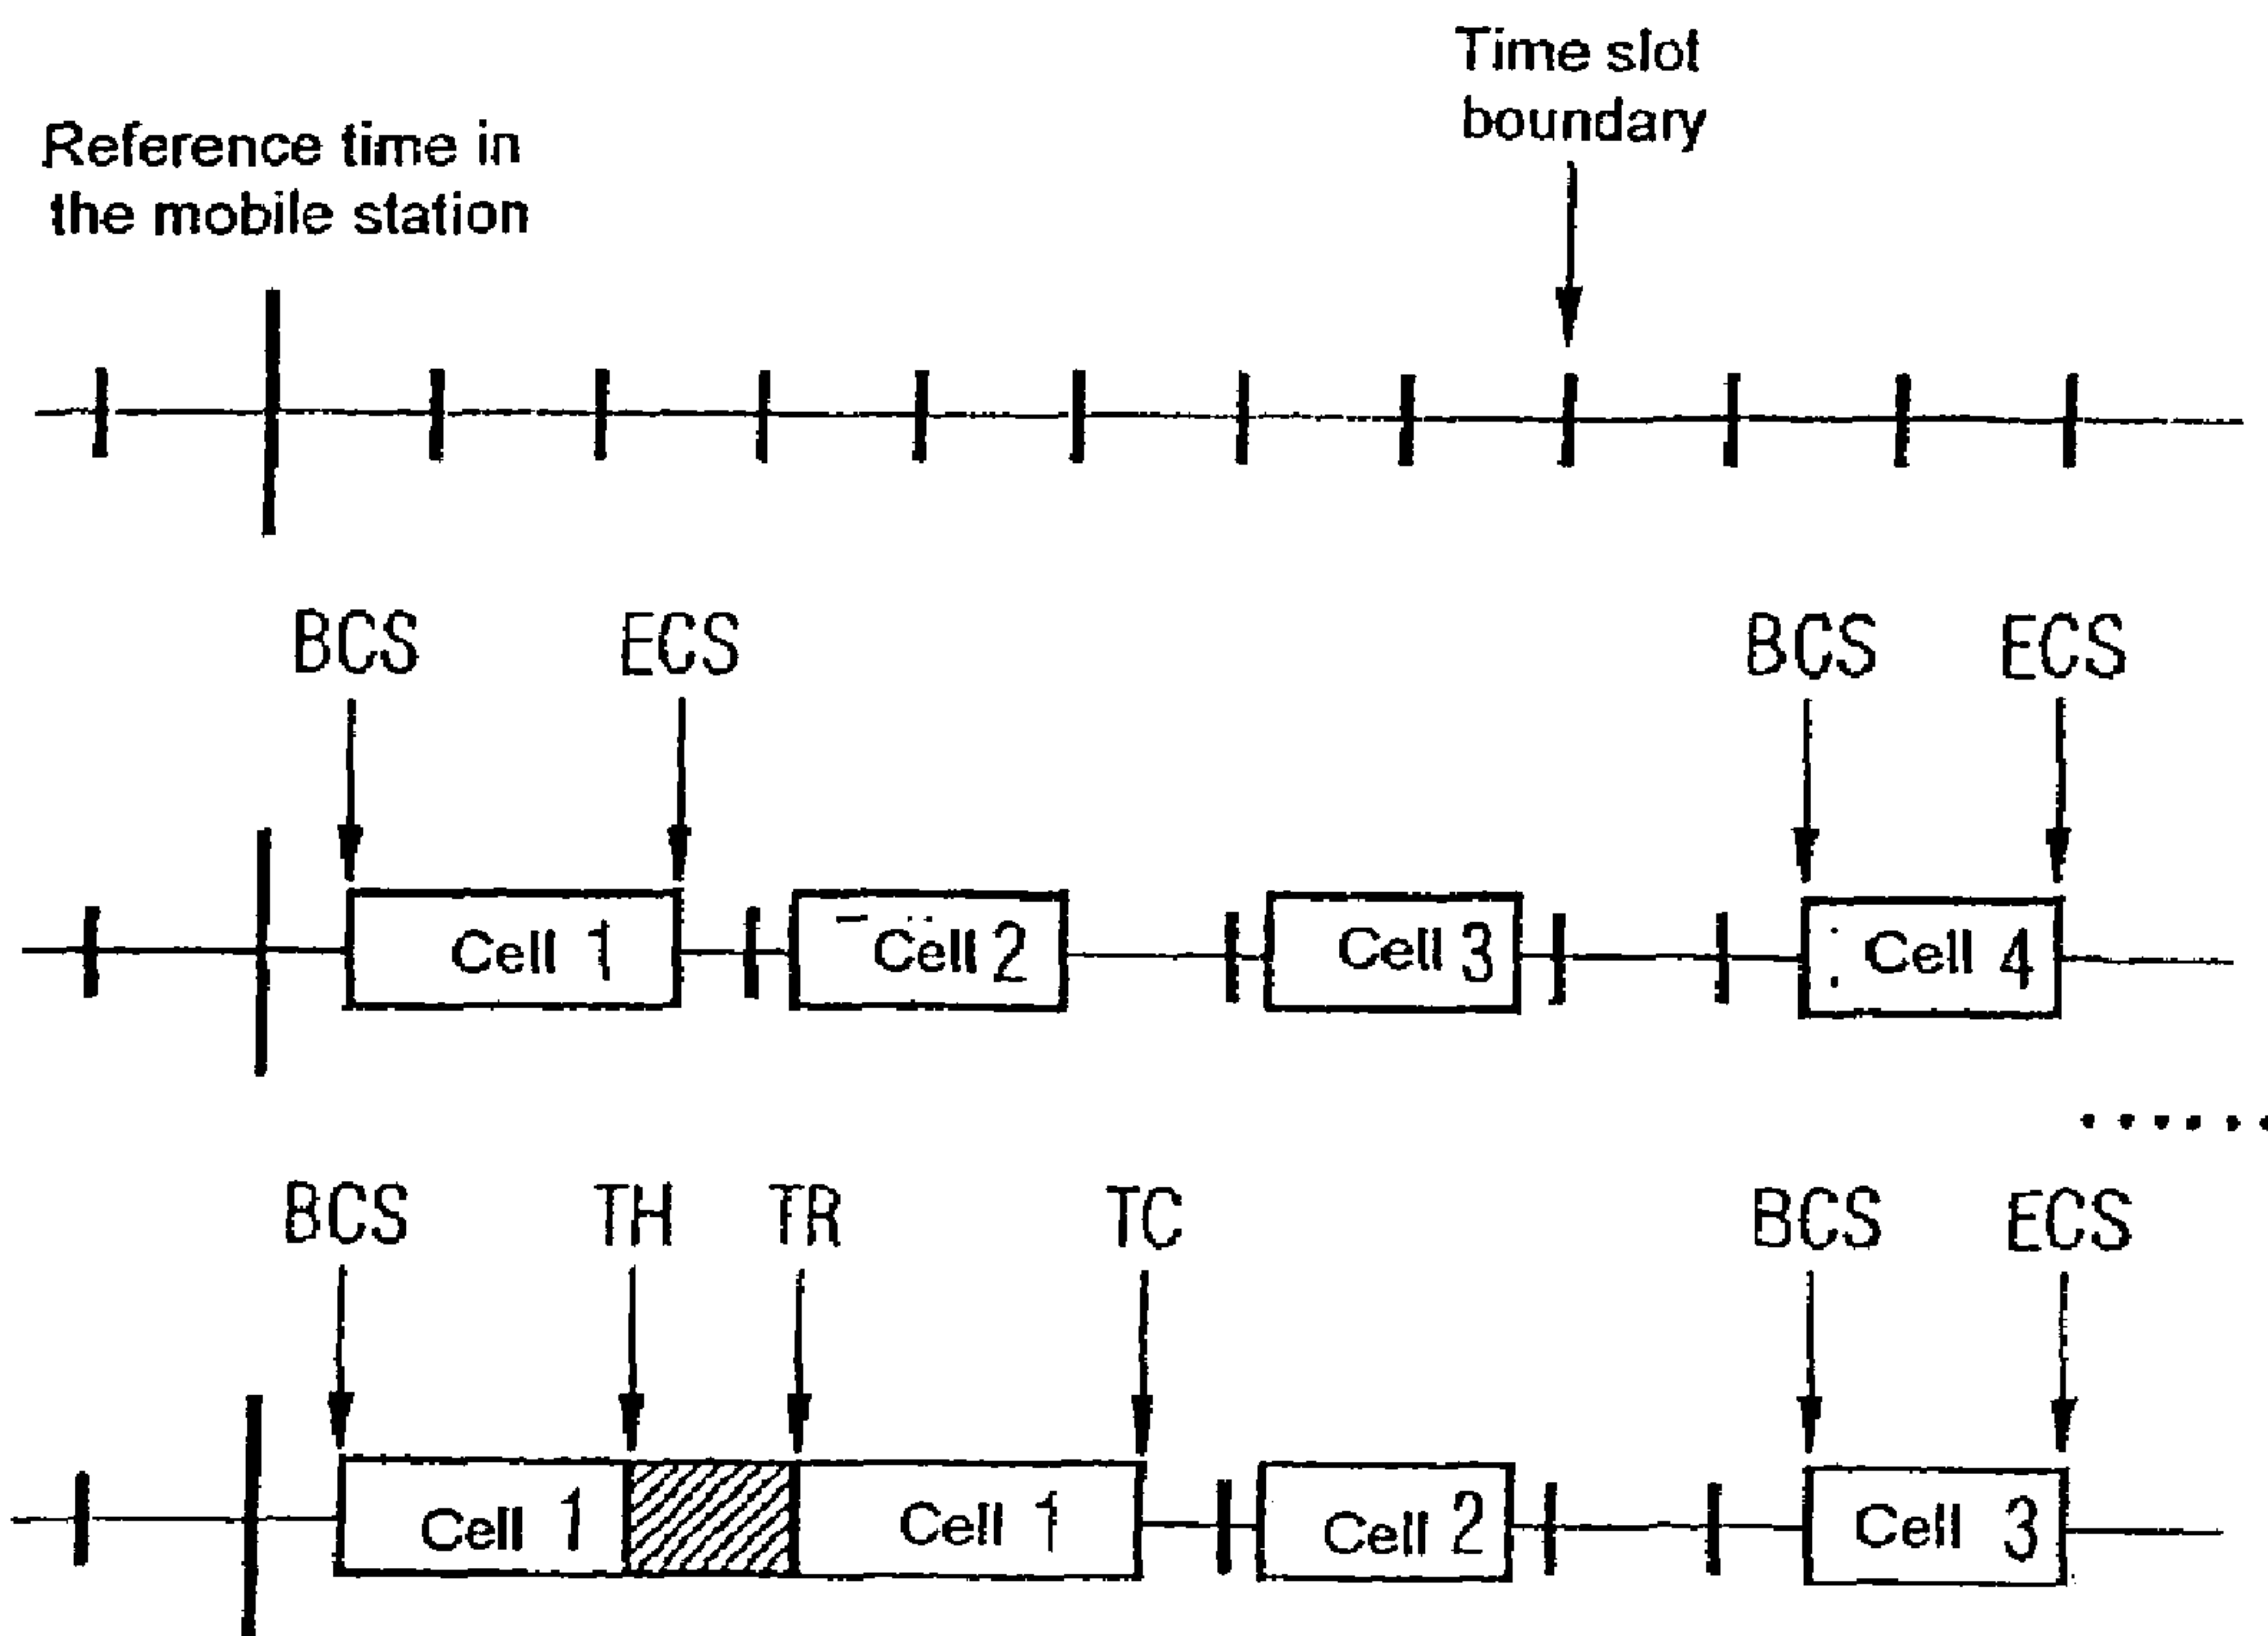 Time slot
boundary
Reference time in
the mobile station
BCS ECS BCS ECS
Cell 1 Cell 2 Cell 3 Cell 4
BCS TH TR TC BCS ECS
Cell 1 Cell 1 Cell 2 Cell 3